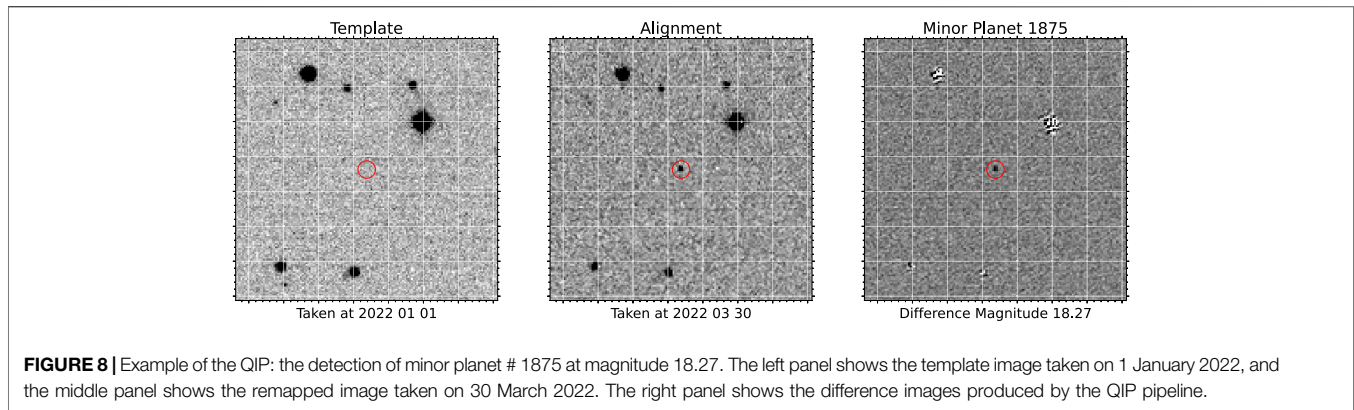 Template
Alignment
Minor Planet 1875
Taken at 2022 01 01
Taken at 2022 03 30
Difference Magnitude 18.27
FIGURE 8 | Example of the QIP: the detection of minor planet # 1875 at magnitude 18.27. The left panel shows the template image taken on 1 January 2022, and
the middle panel shows the remapped image taken on 30 March 2022. The right panel shows the difference images produced by the QIP pipeline.